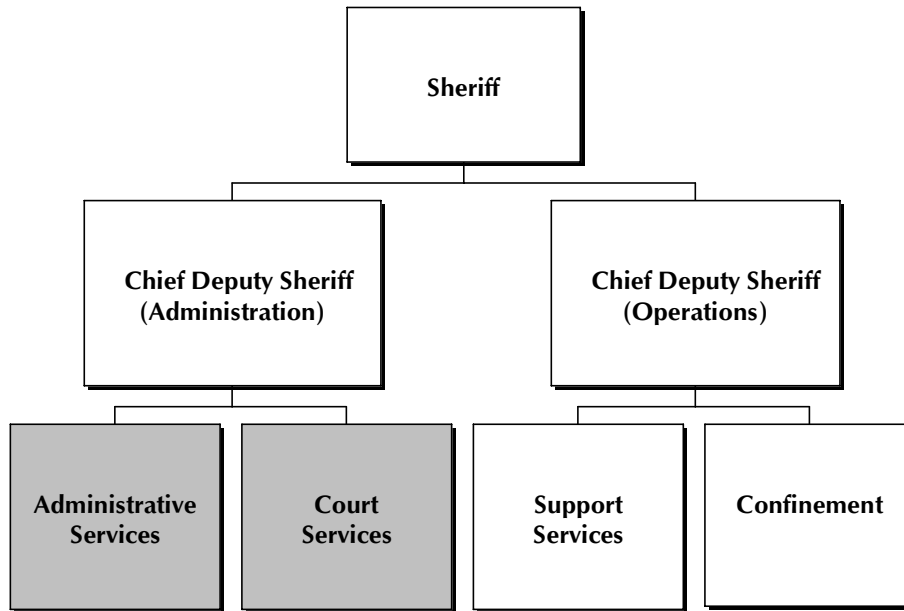 Sheriff
Chief Deputy Sheriff
(Administration)
Chief Deputy Sheriff
(Operations)
Administrative
Services
Court
Services
Support
Services
Confinement